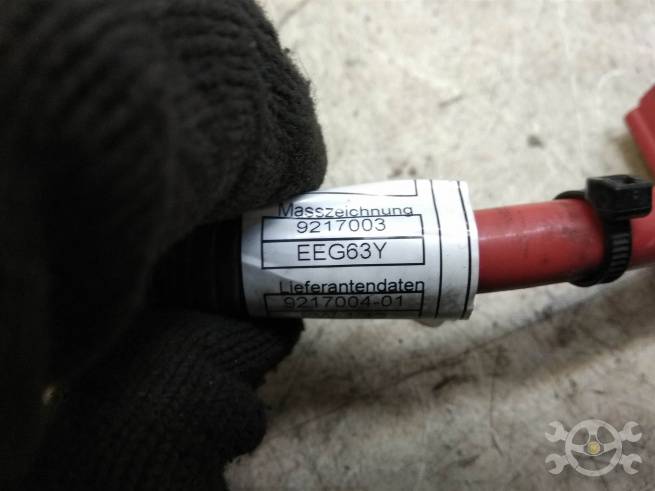 Masszeichnung
9217003
EEG63Y
Lieferantendaten
9217004-01